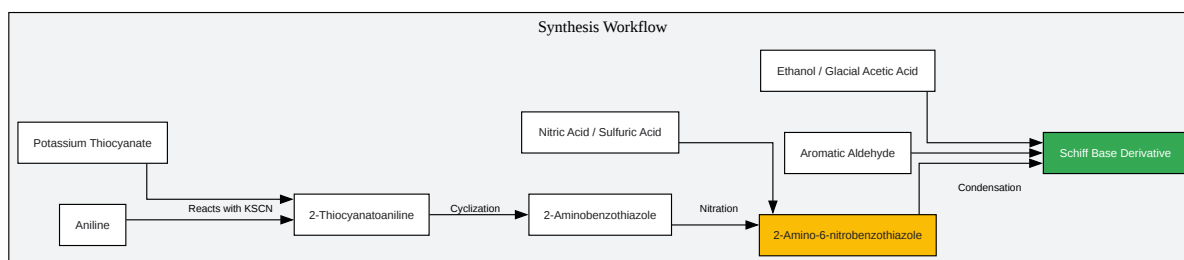 Synthesis Workflow
Ethanol / Glacial Acetic Acid
Nitric Acid / Sulfuric Acid
Potassium Thiocyanate
Aromatic Aldehyde
Schiff Base Derivative
Condensation
Reacts with KSCN
2-Thiocyanatoaniline
Cyclization
2-Aminobenzothiazole
Nitration
Aniline
2-Amino-6-nitrobenzothiazole